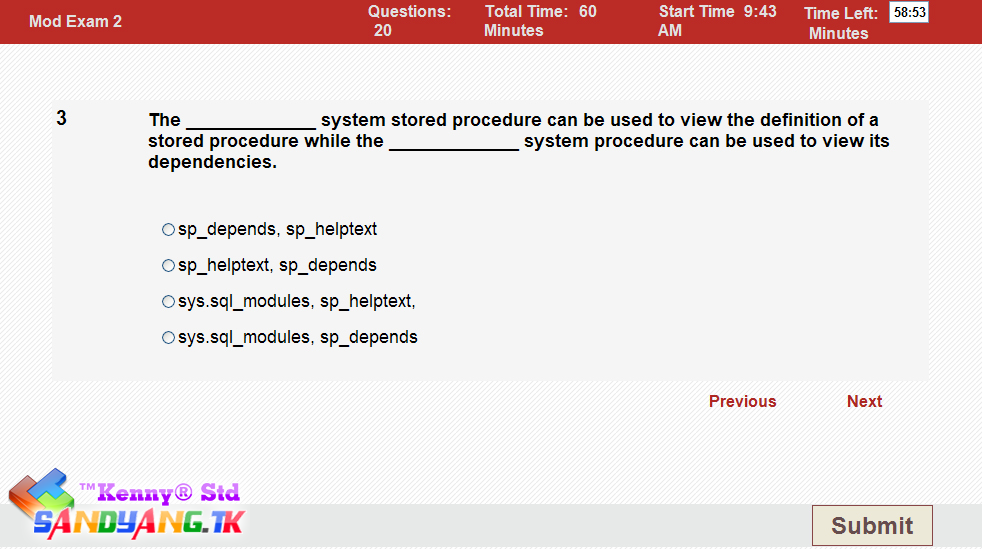 Mod Exam 2
Questions: 20
Total Time: 60 Minutes
Start Time 9:43 AM
Time Left: 58:53 Minutes
3
The _____________ system stored procedure can be used to view the definition of a
stored procedure while the _____________ system procedure can be used to view its
dependencies.
sp_depends, sp_helptext
sp_helptext, sp_depends
sys.sql_modules, sp_helptext,
sys.sql_modules, sp_depends
Previous Next
™Kenny® Std
SANDYANG.TK
Submit